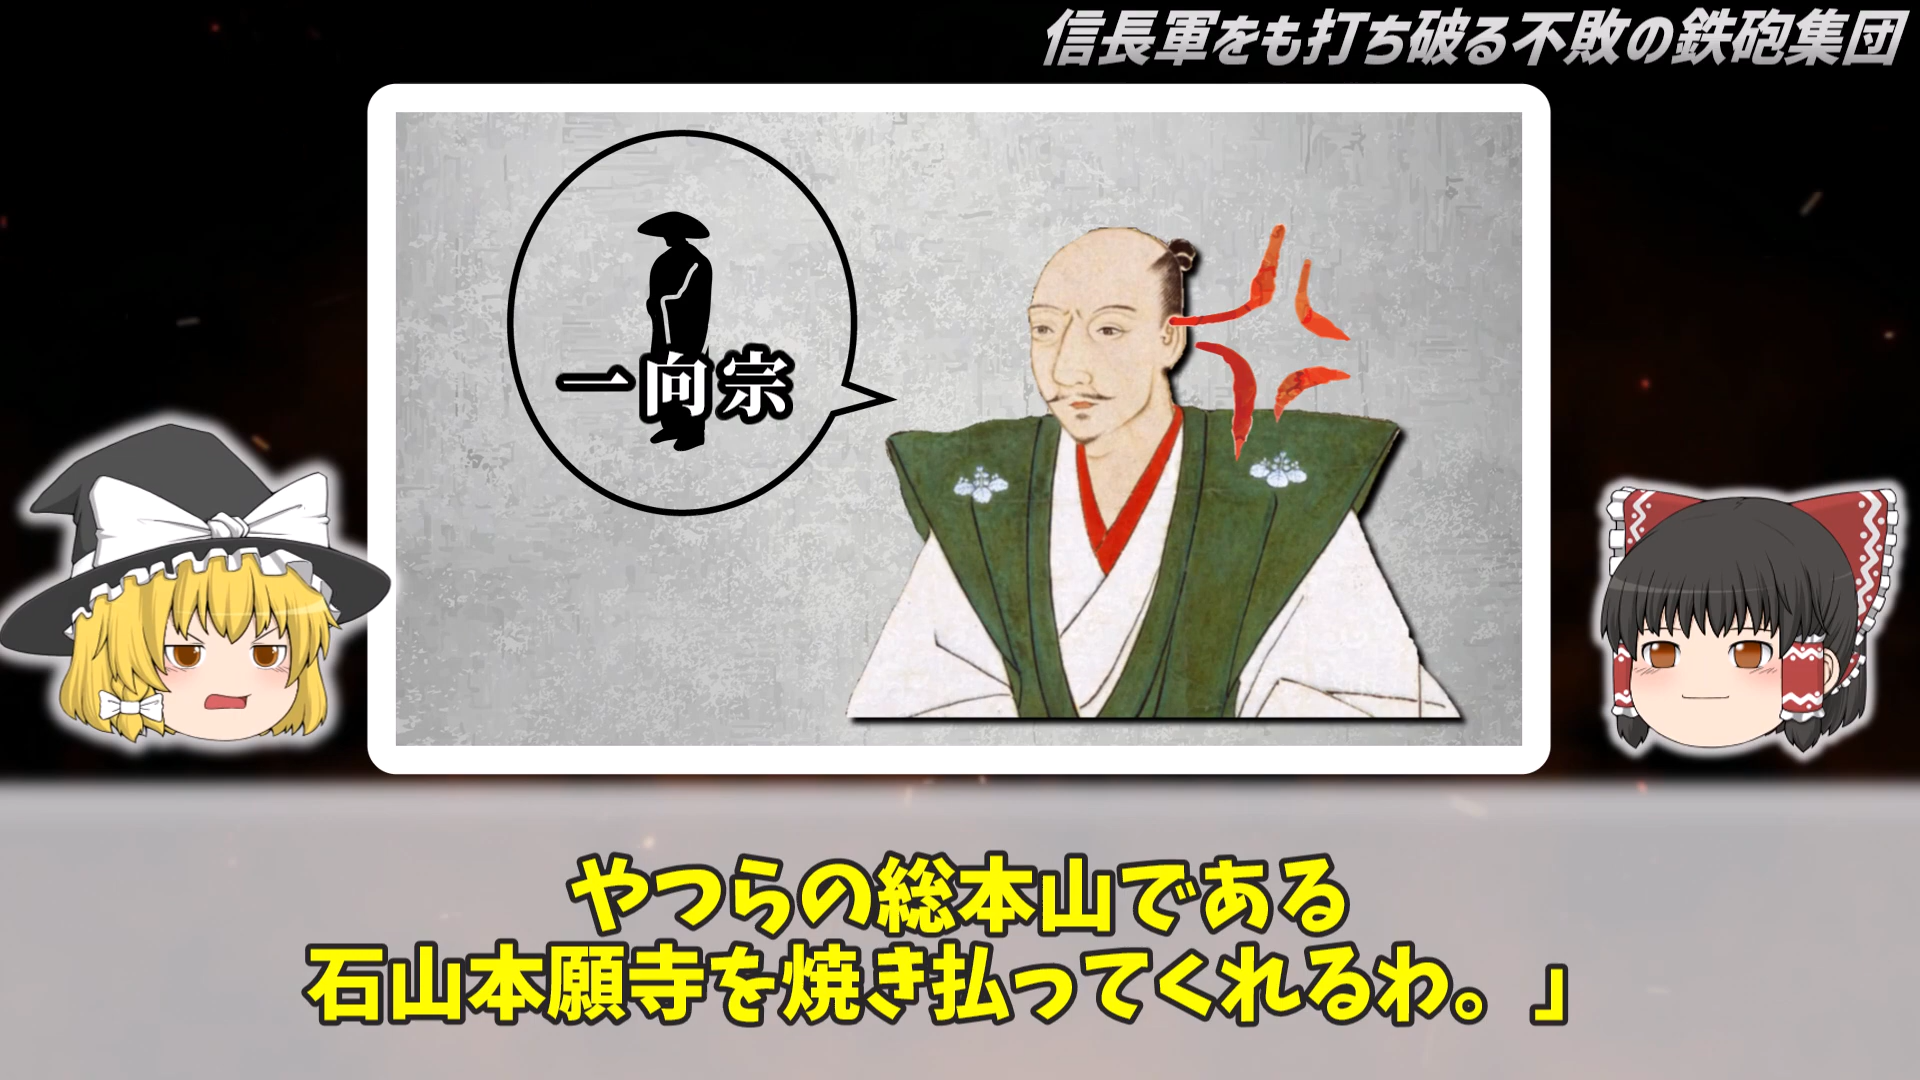 信長軍をも打ち破る不敗の鉄砲集団
一向宗
やつらの総本山である
石山本願寺を焼き払ってくれるわ。」